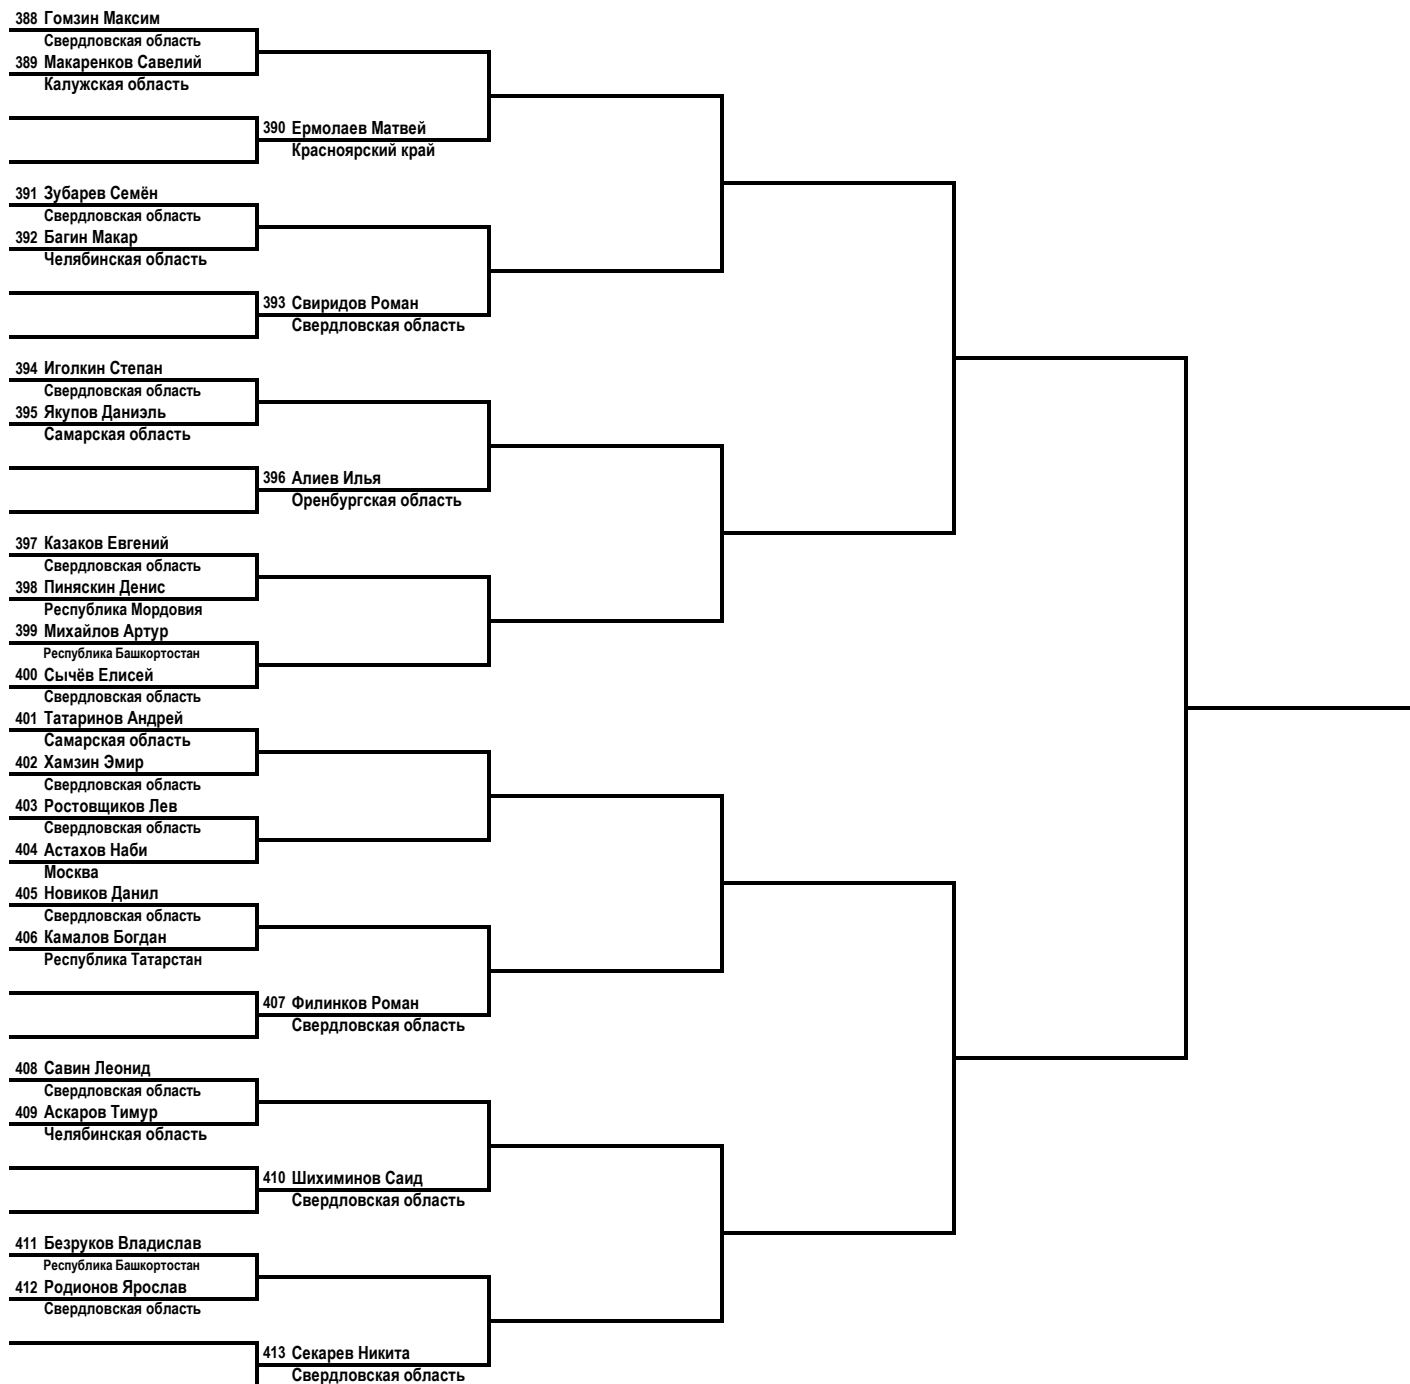 388 Гомзин Максим
Свердловская область
389 Макаренков Савелий
Калужская область
390 Ермолаев Матвей
Красноярский край
391 Зубарев Семён
Свердловская область
392 Багин Макар
Челябинская область
393 Свиридов Роман
Свердловская область
394 Иголкин Степан
Свердловская область
395 Якупов Даниэль
Самарская область
396 Алиев Илья
Оренбургская область
397 Казаков Евгений
Свердловская область
398 Пиняскин Денис
Республика Мордовия
399 Михайлов Артур
Республика Башкортостан
400 Сычёв Елисей
Свердловская область
401 Татаринов Андрей
Самарская область
402 Хамзин Эмир
Свердловская область
403 Ростовщиков Лев
Свердловская область
404 Астахов Наби
Москва
405 Новиков Данил
Свердловская область
406 Камалов Богдан
Республика Татарстан
407 Филинков Роман
Свердловская область
408 Савин Леонид
Свердловская область
409 Аскаров Тимур
Челябинская область
410 Шихиминов Саид
Свердловская область
411 Безруков Владислав
Республика Башкортостан
412 Родионов Ярослав
Свердловская область
413 Секарев Никита
Свердловская область